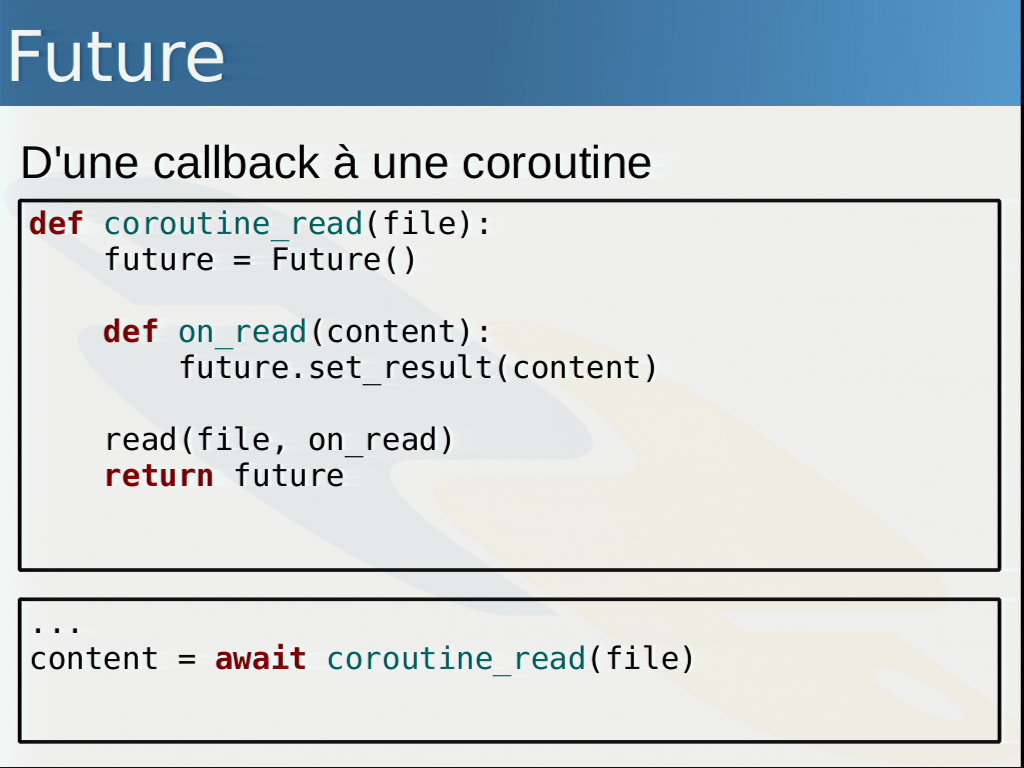 Future
D'une callback à une coroutine
def coroutine_read(file):
    future = Future()
    def on_read(content):
        future.set_result(content)
    read(file, on_read)
    return future
...
content = await coroutine_read(file)